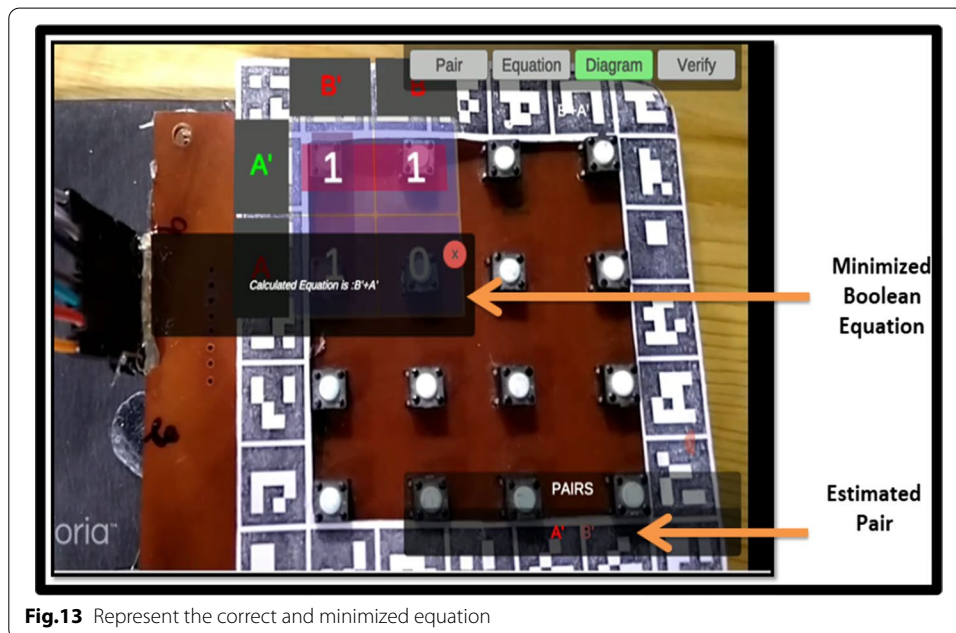 Pair Equation Diagram Verify
B' B
B'+A'
A' 1 1
A 1 0
X
Calculated Equation is :B'+A'
Minimized
Boolean
Equation
PAIRS
A' B'
Estimated
Pair
oria™
Fig.13 Represent the correct and minimized equation